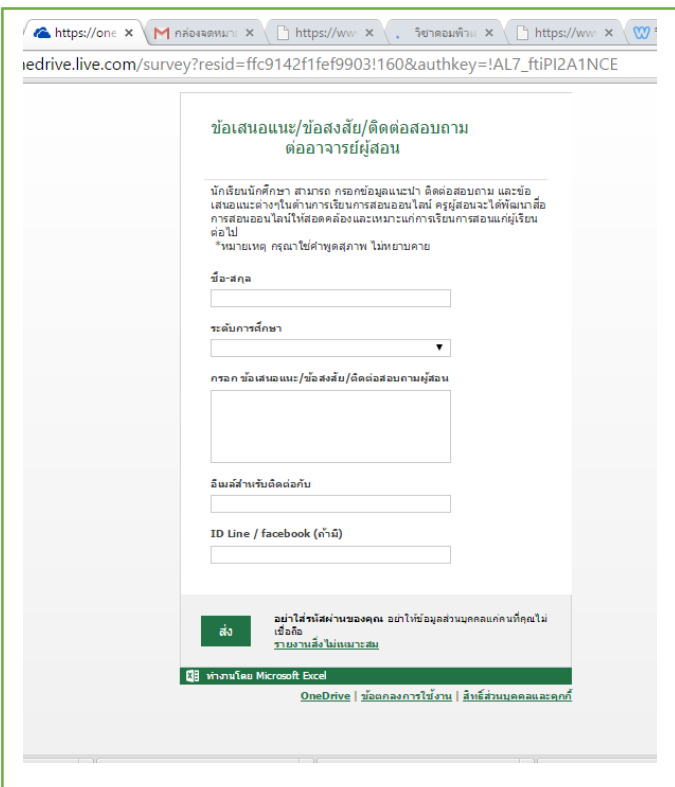 https://one
กล่องจดหมา
https://ww
วิชาคอมพิวเ
https://ww
nedrive.live.com/survey?resid=ffc9142f1fef9903!160&authkey=!AL7_ftiPI2A1NCE
ข้อเสนอแนะ/ข้อสงสัย/ติดต่อสอบถาม
ต่ออาจารย์ผู้สอน
นักเรียนนักศึกษา สามารถ กรอกข้อมูลแนะนำ ติดต่อสอบถาม และข้อ
เสนอแนะต่างๆในด้านการเรียนการสอนออนไลน์ ครูผู้สอนจะได้พัฒนาสื่อ
การสอนออนไลน์ให้สอดคล้องและเหมาะแก่การเรียนการสอนแก่ผู้เรียน
ต่อไป
*หมายเหตุ กรุณาใช้คำพูดสุภาพ ไม่หยาบคาย
ชื่อ-สกุล
ระดับการศึกษา
กรอก ข้อเสนอแนะ/ข้อสงสัย/ติดต่อสอบถามผู้สอน
อีเมล์สำหรับติดต่อกับ
ID Line / facebook (ถ้ามี)
ส่ง
อย่าใส่รหัสผ่านของคุณ อย่าให้ข้อมูลส่วนบุคคลแก่คนที่คุณไม่
เชื่อถือ
รายงานสิ่งไม่เหมาะสม
ทำงานโดย Microsoft Excel
OneDrive | ข้อตกลงการใช้งาน | สิทธิ์ส่วนบุคคลและคุกกี้